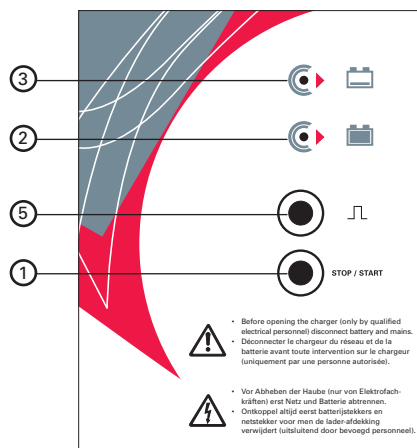 3
2
5
1
STOP / START
• Before opening the charger (only by qualified
electrical personnel) disconnect battery and mains.
• Déconnecter le chargeur du réseau et de la
batterie avant toute intervention sur le chargeur
(uniquement par une personne autorisée).
• Vor Abheben der Haube (nur von Elektrofach-
kräften) erst Netz und Batterie abtrennen.
• Ontkoppel altijd eerst batterijstekkers en
netstekker voor men de lader-afdekking
verwijdert (uitsluitend door bevoegd personeel).